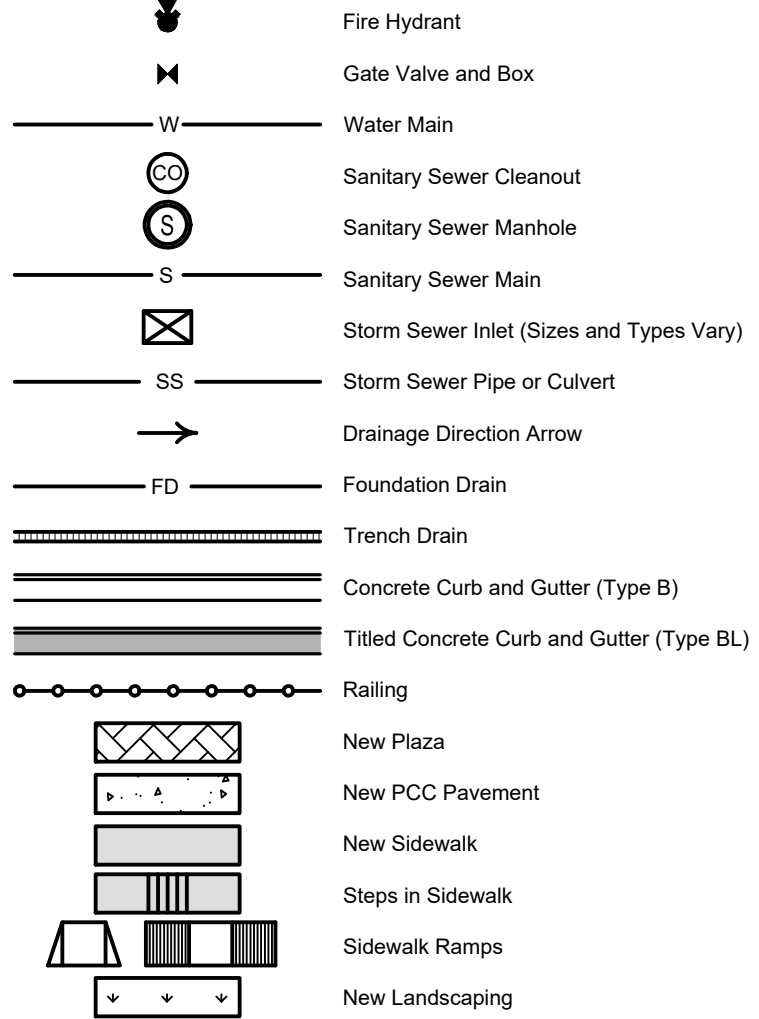 Fire Hydrant
Gate Valve and Box
W Water Main
CO Sanitary Sewer Cleanout
S Sanitary Sewer Manhole
S Sanitary Sewer Main
Storm Sewer Inlet (Sizes and Types Vary)
SS Storm Sewer Pipe or Culvert
Drainage Direction Arrow
FD Foundation Drain
Trench Drain
Concrete Curb and Gutter (Type B)
Titled Concrete Curb and Gutter (Type BL)
Railing
New Plaza
New PCC Pavement
New Sidewalk
Steps in Sidewalk
Sidewalk Ramps
New Landscaping